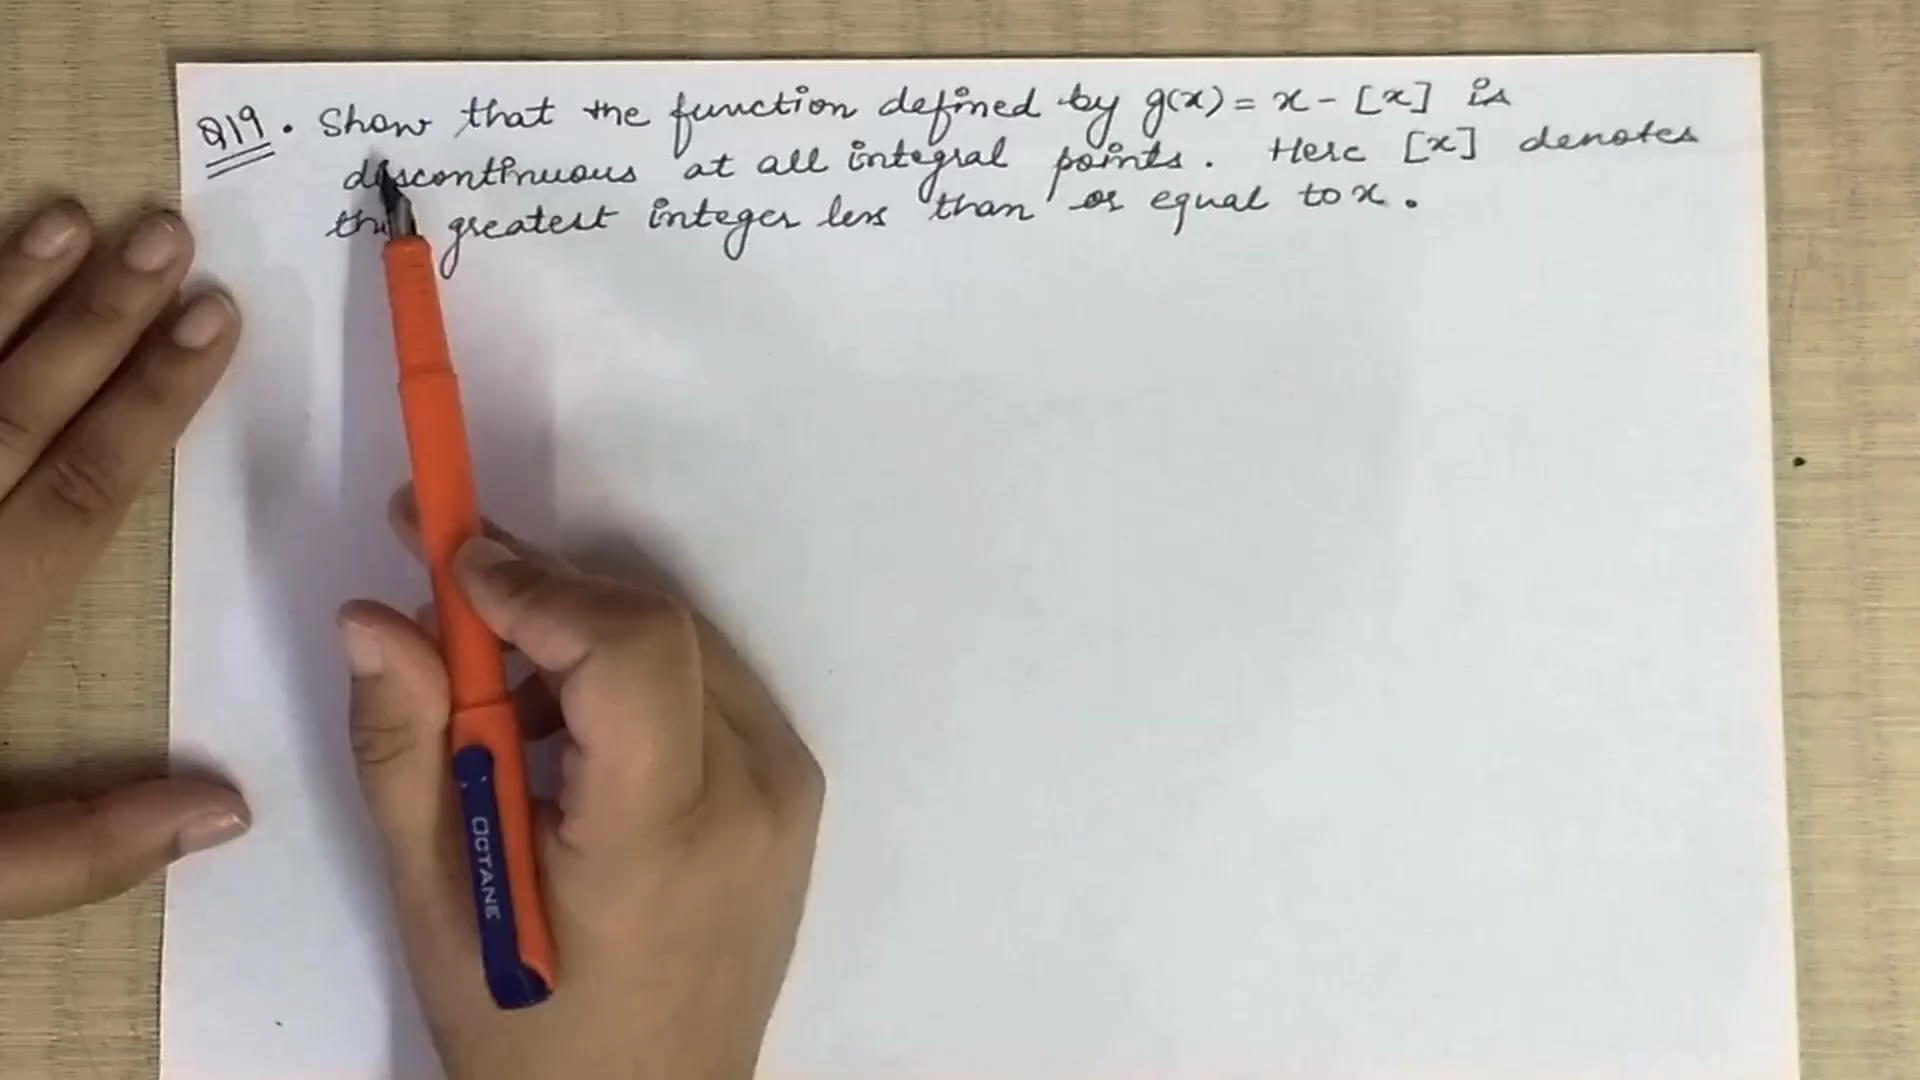 Q19. Show that the function defined by g(x) = x - [x] is
discontinuous at all integral points. Here [x] denotes
the greatest integer less than or equal to x.
OCTANE